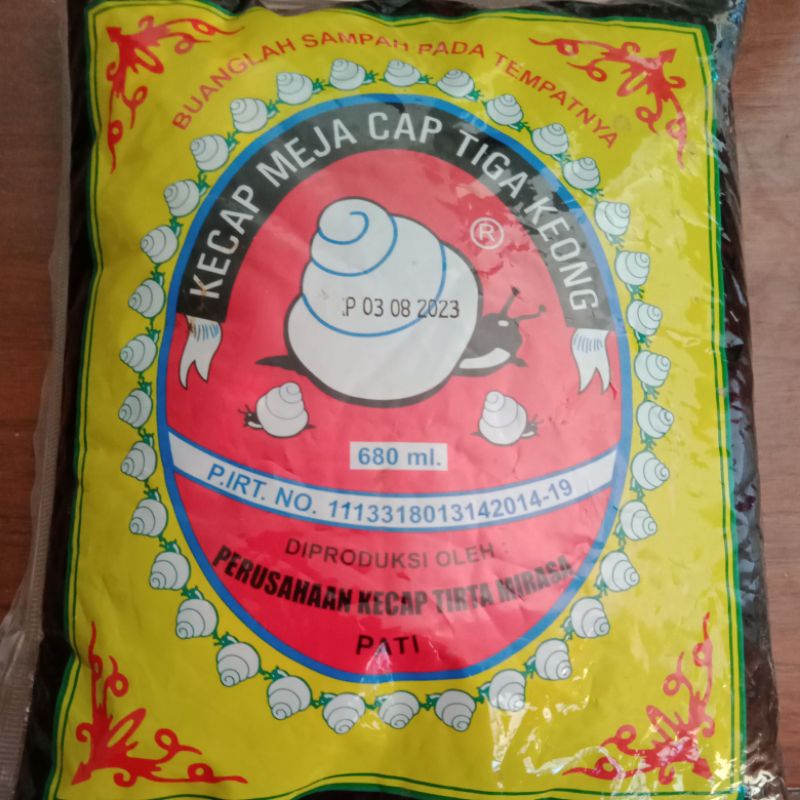 BUANGLAH SAMPAH PADA TEMPATNYA
KECAP MEJA CAP TIGA KEONG
®
P 03 08 2023
680 ml.
P.IRT. NO. 1113318013142014-19
DIPRODUKSI OLEH :
PERUSAHAAN KECAP TIRTA MIRASA
PATI